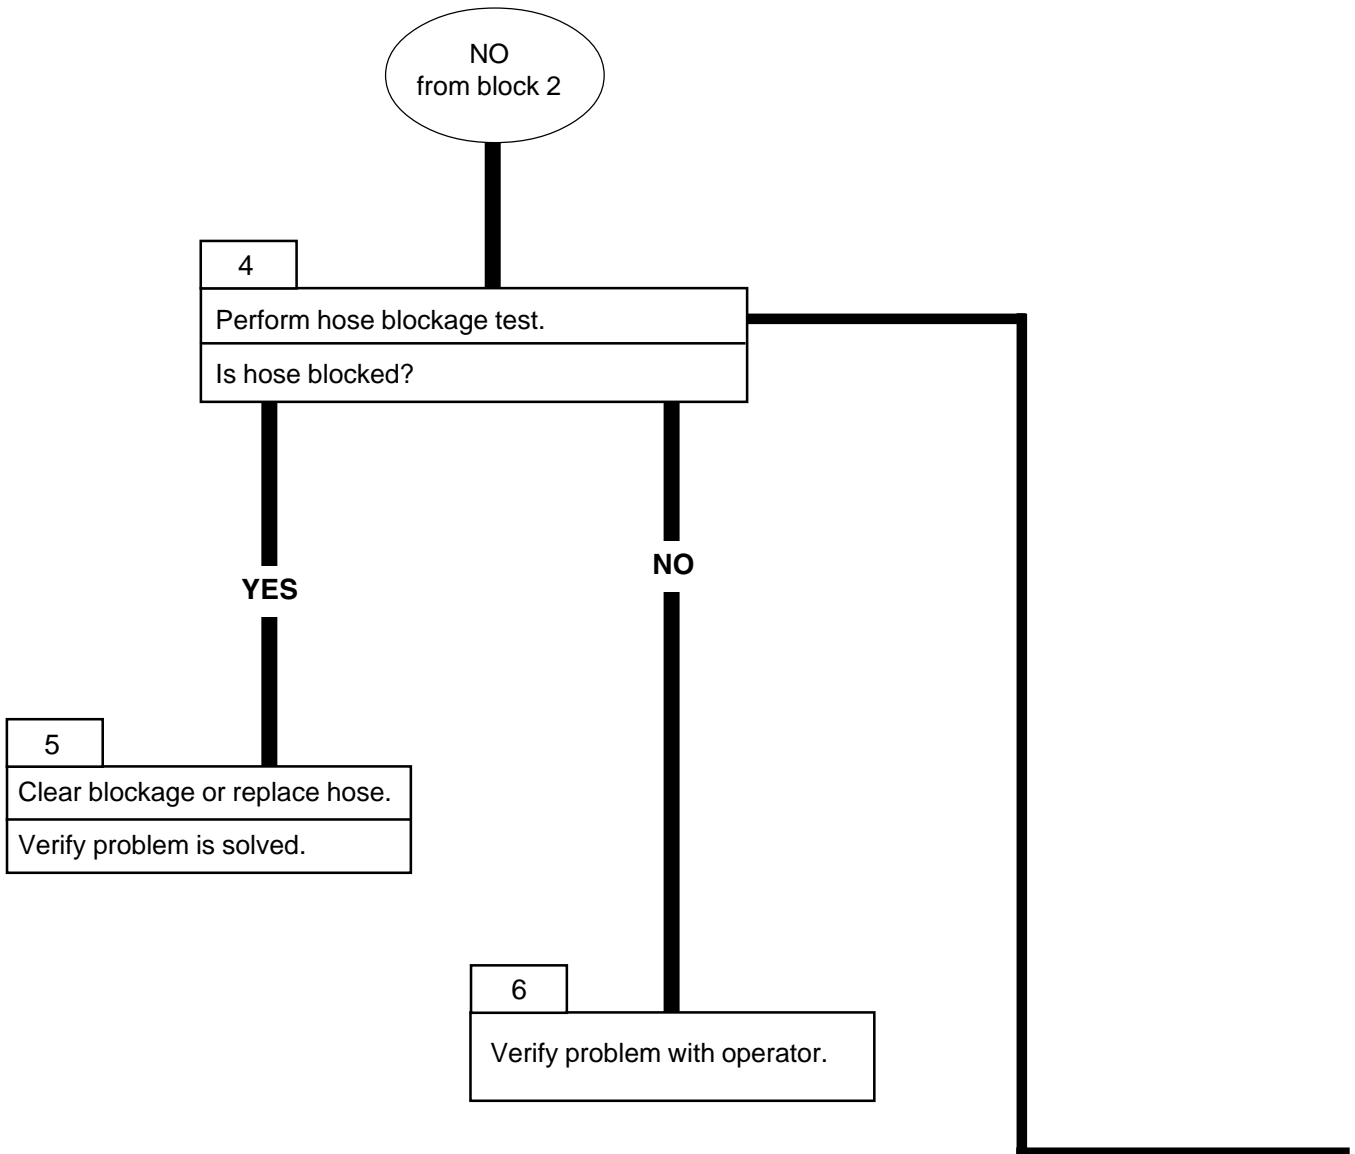 NO
from block 2
4
Perform hose blockage test.
Is hose blocked?
YES
NO
5
Clear blockage or replace hose.
Verify problem is solved.
6
Verify problem with operator.